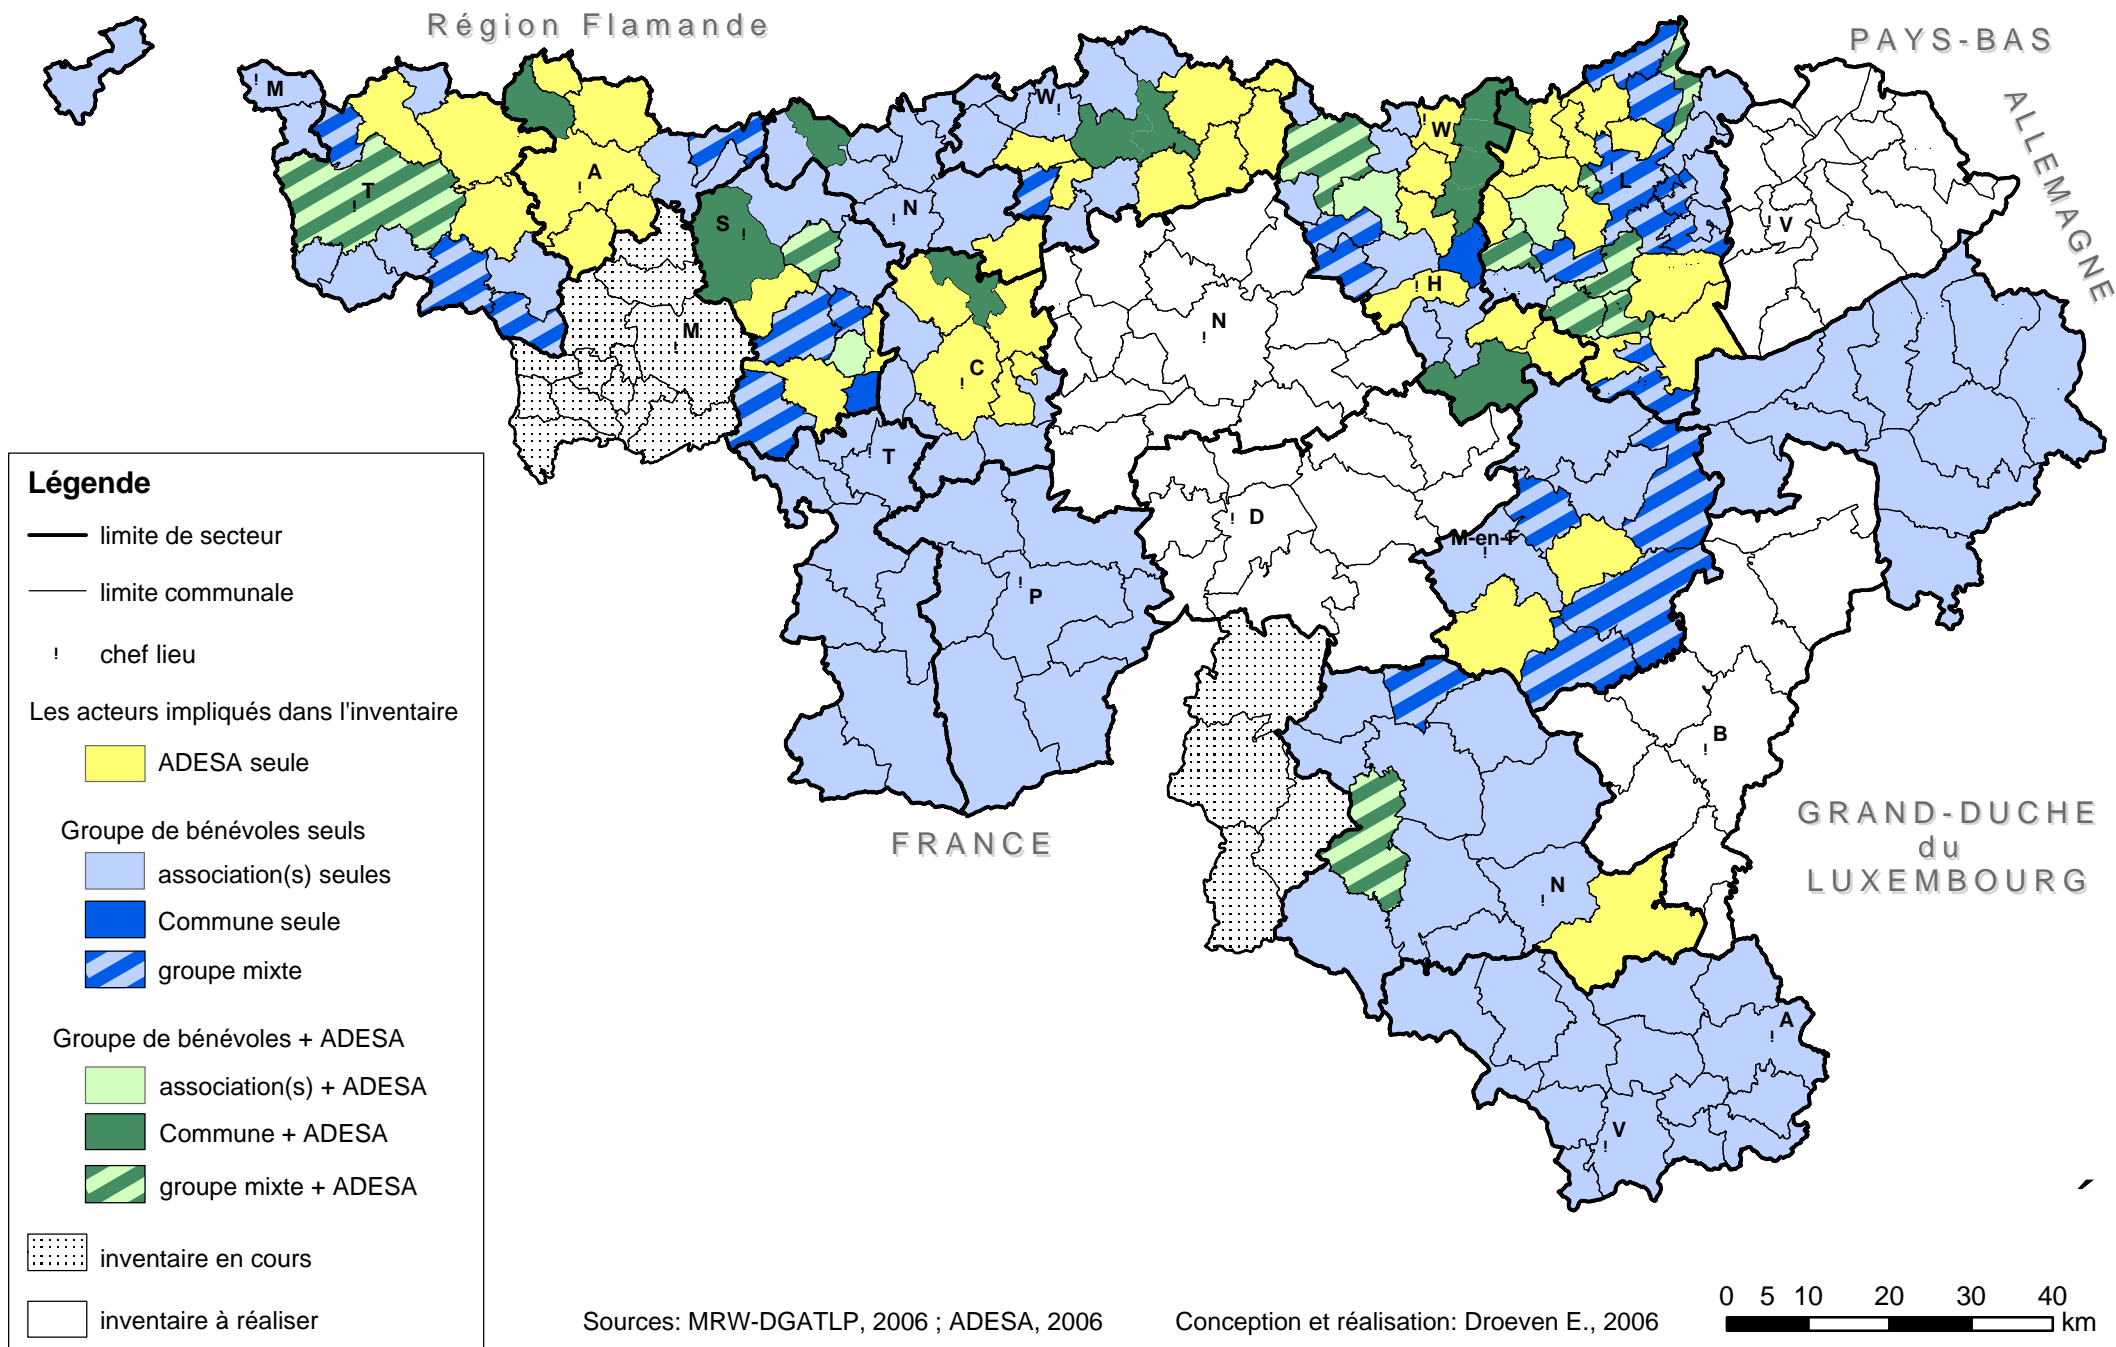 Région Flamande
PAYS-BAS
ALLEMAGNE
M
W
W
A
T
L
S
N
V
H
M
N
C
T
D
M-en-F
P
B
FRANCE
N
GRAND-DUCHE
du
LUXEMBOURG
A
V
Légende
limite de secteur
limite communale
! chef lieu
Les acteurs impliqués dans l'inventaire
ADESA seule
Groupe de bénévoles seuls
association(s) seules
Commune seule
groupe mixte
Groupe de bénévoles + ADESA
association(s) + ADESA
Commune + ADESA
groupe mixte + ADESA
inventaire en cours
inventaire à réaliser
Sources: MRW-DGATLP, 2006 ; ADESA, 2006
Conception et réalisation: Droeven E., 2006
0 5 10 20 30 40
km